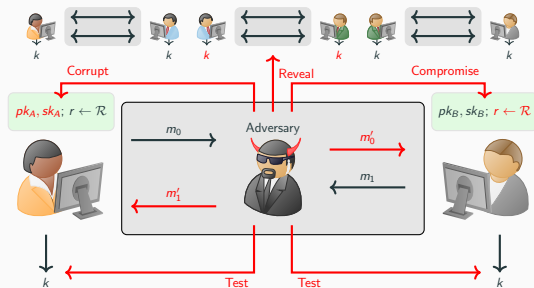 k k k k k k
Corrupt Reveal Compromise
pk_A, sk_A; r ← R
pk_B, sk_B; r ← R
Adversary
m_0
m'_0
m'_1
m_1
k
Test
Test
k